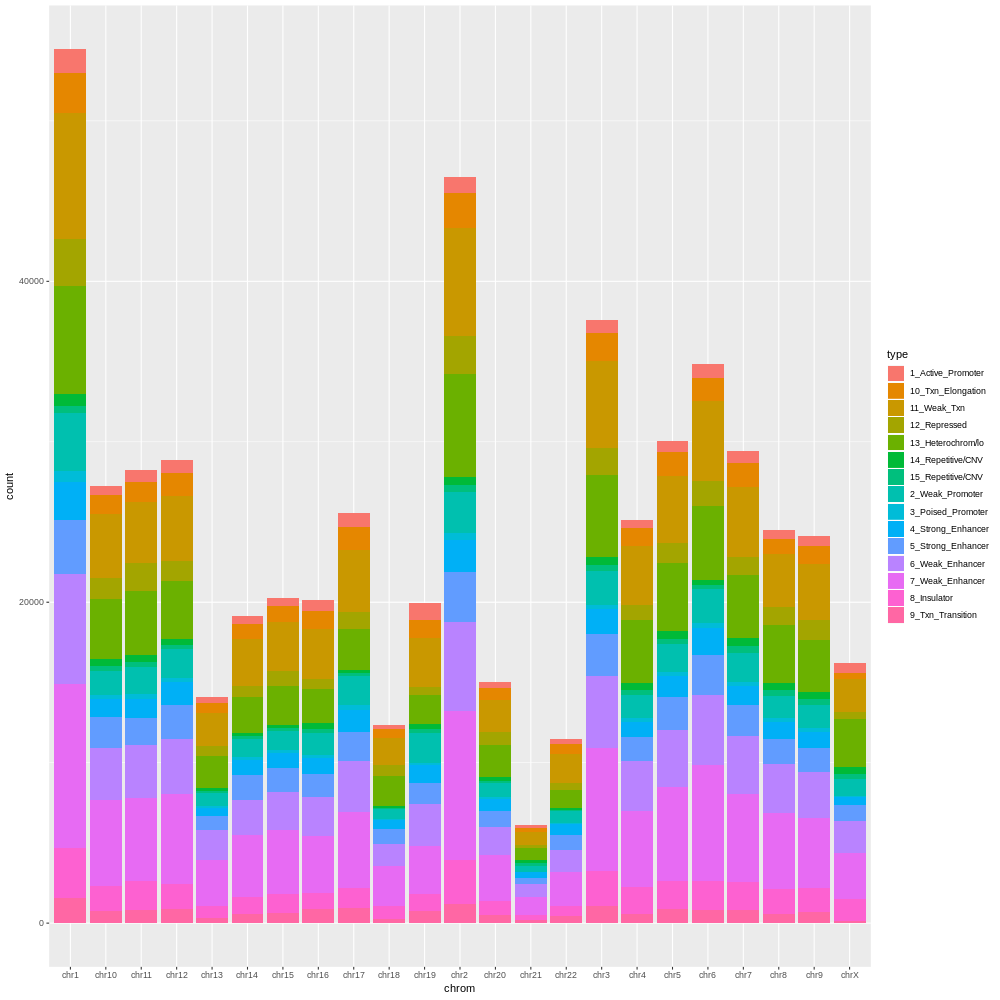 count
40000
20000
0
chr1 chr10 chr11 chr12 chr13 chr14 chr15 chr16 chr17 chr18 chr19 chr2 chr20 chr21 chr22 chr3 chr4 chr5 chr6 chr7 chr8 chr9 chrX
chrom
type
1_Active_Promoter
10_Txn_Elongation
11_Weak_Txn
12_Repressed
13_Heterochrom/lo
14_Repetitive/CNV
15_Repetitive/CNV
2_Weak_Promoter
3_Poised_Promoter
4_Strong_Enhancer
5_Strong_Enhancer
6_Weak_Enhancer
7_Weak_Enhancer
8_Insulator
9_Txn_Transition